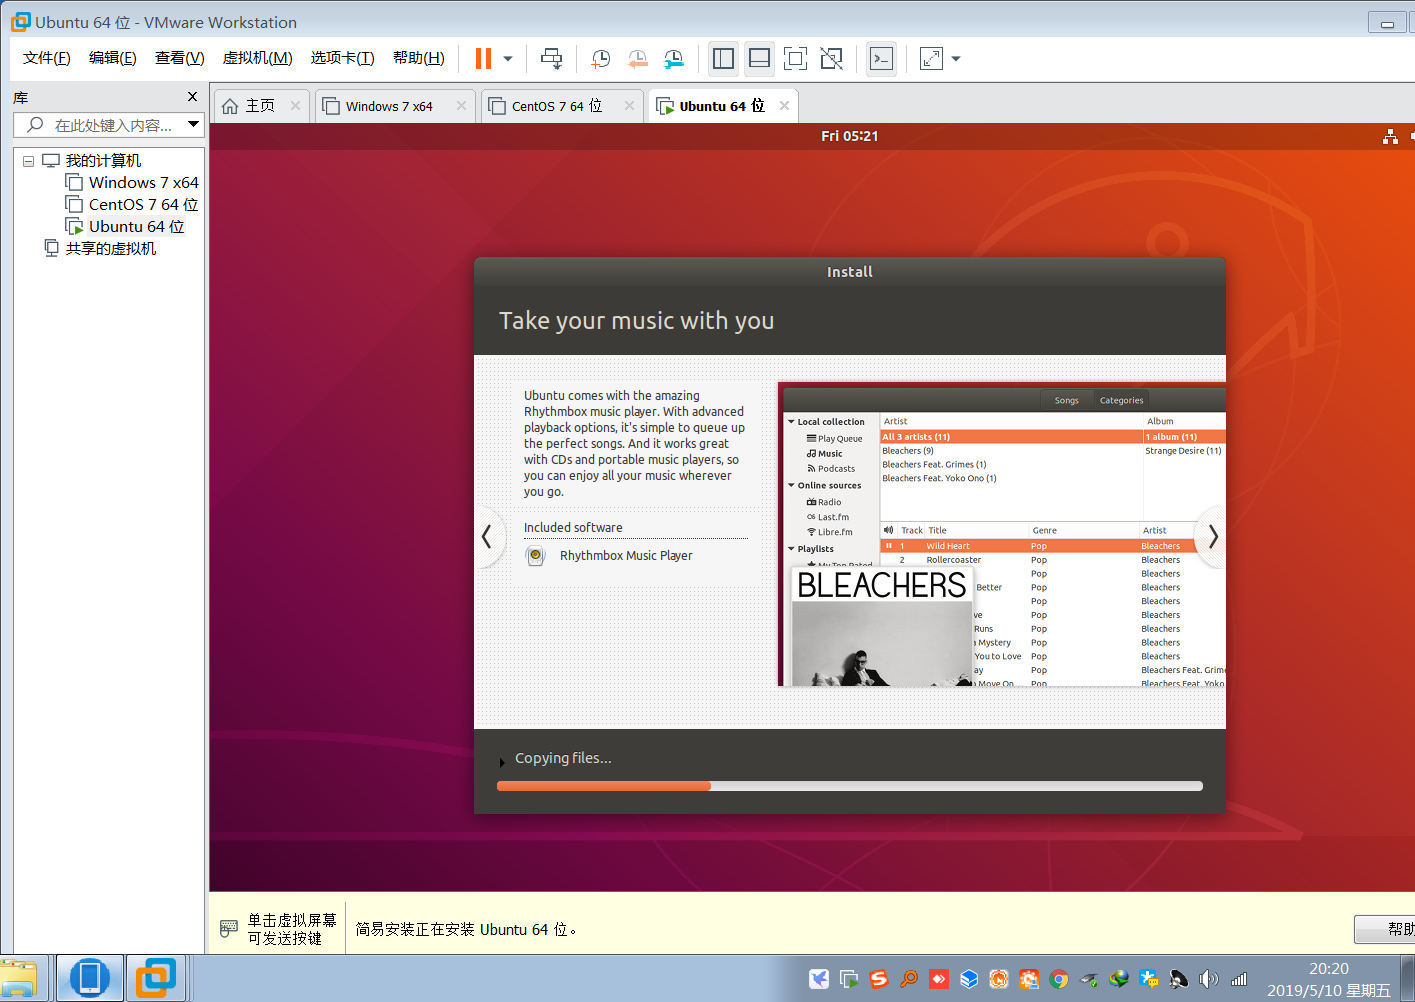 Ubuntu 64 位 - VMware Workstation
文件(F) 编辑(E) 查看(V) 虚拟机(M) 选项卡(T) 帮助(H)
库
在此处键入内容...
我的计算机
Windows 7 x64
CentOS 7 64 位
Ubuntu 64 位
共享的虚拟机
主页 Windows 7 x64 CentOS 7 64 位 Ubuntu 64 位
Fri 05:21
Install
Take your music with you
Ubuntu comes with the amazing
Rhythmbox music player. With advanced
playback options, it's simple to queue up
the perfect songs. And it works great
with CDs and portable music players, so
you can enjoy all your music wherever
you go.
Included software
Rhythmbox Music Player
Songs Categories
Local collection
Play Queue
Music
Podcasts
Online sources
Radio
Last.fm
Libre.fm
Playlists
My Top Rated
Artist Album
All 3 artists (11) 1 album (11)
Bleachers (9) Strange Desire (11)
Bleachers Feat. Grimes (1)
Bleachers Feat. Yoko Ono (1)
Track Title Genre Artist
1 Wild Heart Pop Bleachers
2 Rollercoaster Pop Bleachers
Pop Bleachers
Better Pop Bleachers
Pop Bleachers
ve Pop Bleachers
Runs Pop Bleachers
a Mystery Pop Bleachers
You to Love Pop Bleachers
ay Pop Bleachers Feat. Grim
o Move On... Pop Bleachers Feat. Yoko
BLEACHERS
Copying files...
单击虚拟屏幕
可发送按键
简易安装正在安装 Ubuntu 64 位。
帮助
20:20
2019/5/10 星期五